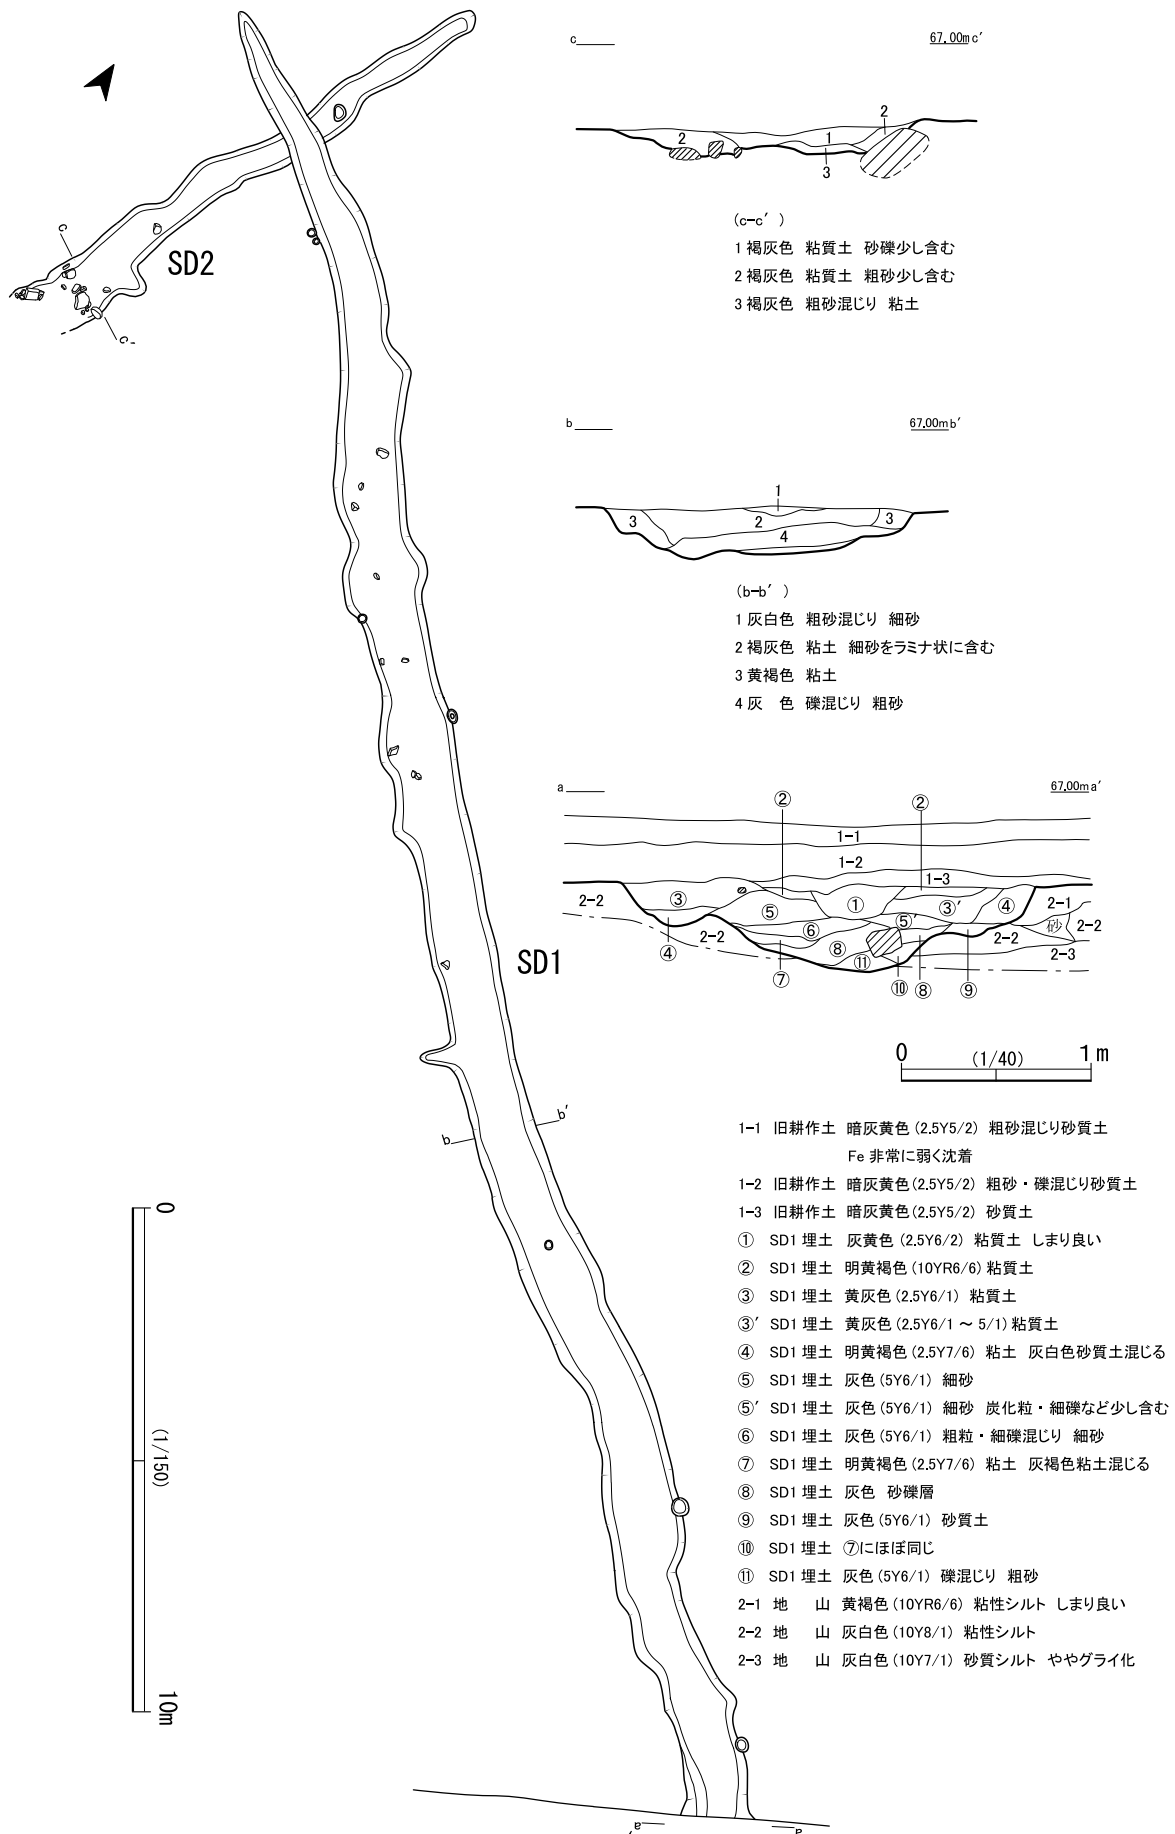 c
67.00m c′
2
2
1
3
(c-c′ )
1 褐灰色 粘質土 砂礫少し含む
2 褐灰色 粘質土 粗砂少し含む
3 褐灰色 粗砂混じり 粘土
c
c'
SD2
b
67.00m b′
1
3
2
3
4
(b-b′ )
1 灰白色 粗砂混じり 細砂
2 褐灰色 粘土 細砂をラミナ状に含む
3 黄褐色 粘土
4 灰 色 礫混じり 粗砂
a
67.00m a′
② ②
1-1
1-2
1-3
2-2 ③ ⑤ ① ③′ ④ 2-1
⑥ ⑤′ 砂 2-2
2-2 ⑧ 2-2 2-3
④ ⑦ ⑪ ⑩ ⑧ ⑨
SD1
0 (1/40) 1m
1-1 旧耕作土 暗灰黄色 (2.5Y5/2) 粗砂混じり砂質土
Fe 非常に弱く沈着
1-2 旧耕作土 暗灰黄色 (2.5Y5/2) 粗砂・礫混じり砂質土
1-3 旧耕作土 暗灰黄色 (2.5Y5/2) 砂質土
① SD1 埋土 灰黄色 (2.5Y6/2) 粘質土 しまり良い
② SD1 埋土 明黄褐色 (10YR6/6) 粘質土
③ SD1 埋土 黄灰色 (2.5Y6/1) 粘質土
③′ SD1 埋土 黄灰色 (2.5Y6/1 ～ 5/1) 粘質土
④ SD1 埋土 明黄褐色 (2.5Y7/6) 粘土 灰白色砂質土混じる
⑤ SD1 埋土 灰色 (5Y6/1) 細砂
⑤′ SD1 埋土 灰色 (5Y6/1) 細砂 炭化粒・細礫など少し含む
⑥ SD1 埋土 灰色 (5Y6/1) 粗粒・細礫混じり 細砂
⑦ SD1 埋土 明黄褐色 (2.5Y7/6) 粘土 灰褐色粘土混じる
⑧ SD1 埋土 灰色 砂礫層
⑨ SD1 埋土 灰色 (5Y6/1) 砂質土
⑩ SD1 埋土 ⑦にほぼ同じ
⑪ SD1 埋土 灰色 (5Y6/1) 礫混じり 粗砂
2-1 地 山 黄褐色 (10YR6/6) 粘性シルト しまり良い
2-2 地 山 灰白色 (10Y8/1) 粘性シルト
2-3 地 山 灰白色 (10Y7/1) 砂質シルト ややグライ化
b
b′
0
(1/150)
10m
a′
a